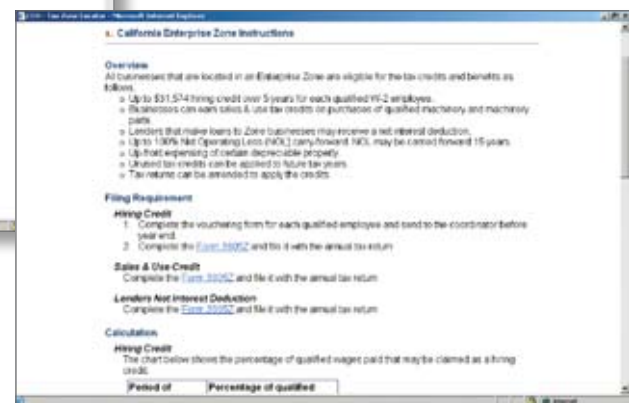 Tax Zone Locator - Microsoft Internet Explorer
California Enterprise Zone Instructions
Overview
All businesses that are located in an Enterprise Zone are eligible for the tax credits and benefits as
follows.
Up to $31,574 hiring credit over 5 years for each qualified W-2 employee.
Businesses can earn sales & use tax credits on purchases of qualified machinery and machinery
parts.
Lenders that make loans to Zone businesses may receive a net interest deduction.
Up to 100% Net Operating Loss (NOL) carry-forward. NOL may be carried forward 15 years.
Up-front expensing of certain depreciable property.
Unused tax credits can be applied to future tax years.
Tax returns can be amended to apply the credits.
Filing Requirement
Hiring Credit
1. Complete the vouchering form for each qualified employee and send to the coordinator before
year end.
2. Complete the Form 3805Z and file it with the annual tax return
Sales & Use Credit
Complete the Form 3805Z and file it with the annual tax return
Lenders Net Interest Deduction
Complete the Form 3805Z and file it with the annual tax return
Calculation
Hiring Credit
The chart below shows the percentage of qualified wages paid that may be claimed as a hiring
credit.
Period of Percentage of qualified
Internet